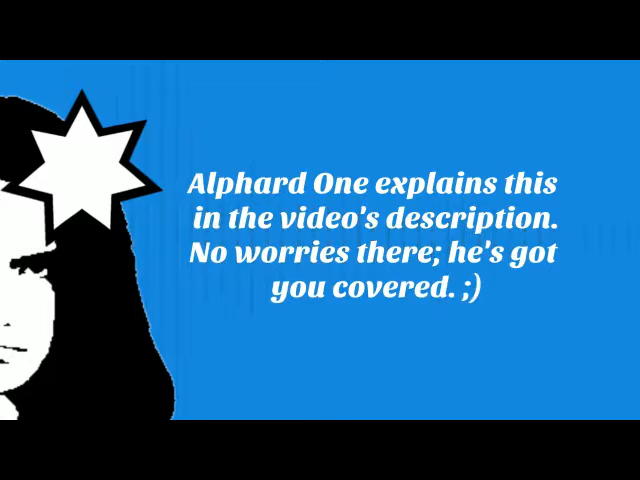 Alphard One explains this
in the video's description.
No worries there; he's got
you covered. ;)